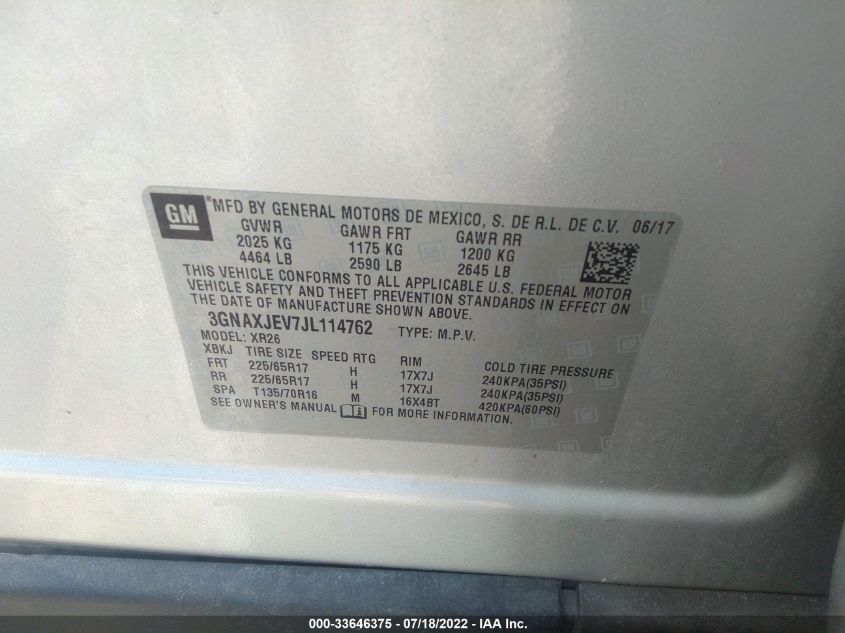 GM ® MFD BY GENERAL MOTORS DE MEXICO, S. DE R.L. DE C.V. 06/17
GVWR GAWR FRT GAWR RR
2025 KG 1175 KG 1200 KG
4464 LB 2590 LB 2645 LB
THIS VEHICLE CONFORMS TO ALL APPLICABLE U.S. FEDERAL MOTOR
VEHICLE SAFETY AND THEFT PREVENTION STANDARDS IN EFFECT ON
THE DATE OF MANUFACTURE SHOWN ABOVE.
3GNAXJEV7JL114762 TYPE: M.P.V.
MODEL: XR26
XBKJ TIRE SIZE SPEED RTG RIM COLD TIRE PRESSURE
FRT 225/65R17 H 17X7J 240KPA(35PSI)
RR 225/65R17 H 17X7J 240KPA(35PSI)
SPA T135/70R16 M 16X4BT 420KPA(60PSI)
SEE OWNER'S MANUAL FOR MORE INFORMATION.
000-33646375 - 07/18/2022 - IAA Inc.